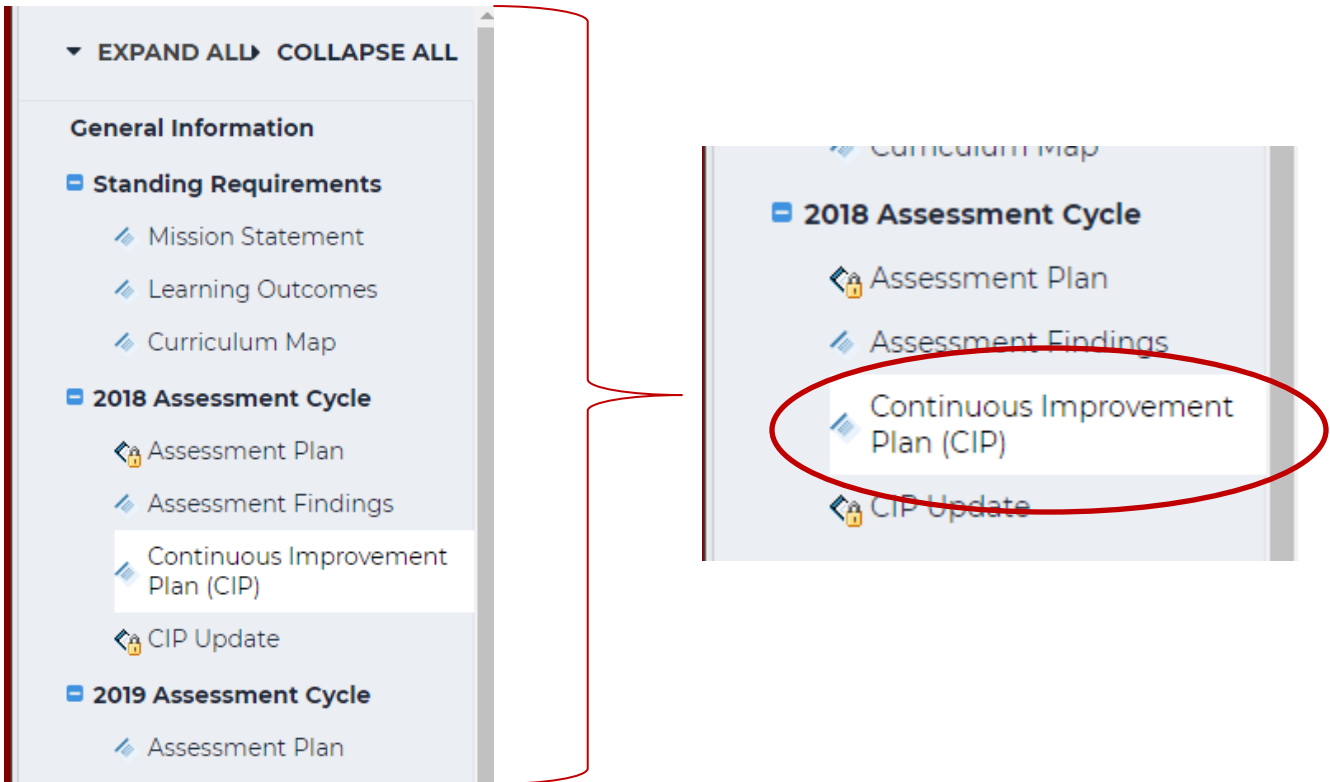 EXPAND ALL COLLAPSE ALL
General Information
Standing Requirements
Mission Statement
Learning Outcomes
Curriculum Map
2018 Assessment Cycle
Assessment Plan
Assessment Findings
Continuous Improvement
Plan (CIP)
CIP Update
2019 Assessment Cycle
Assessment Plan
Curriculum Map
2018 Assessment Cycle
Assessment Plan
Assessment Findings
Continuous Improvement
Plan (CIP)
CIP Update